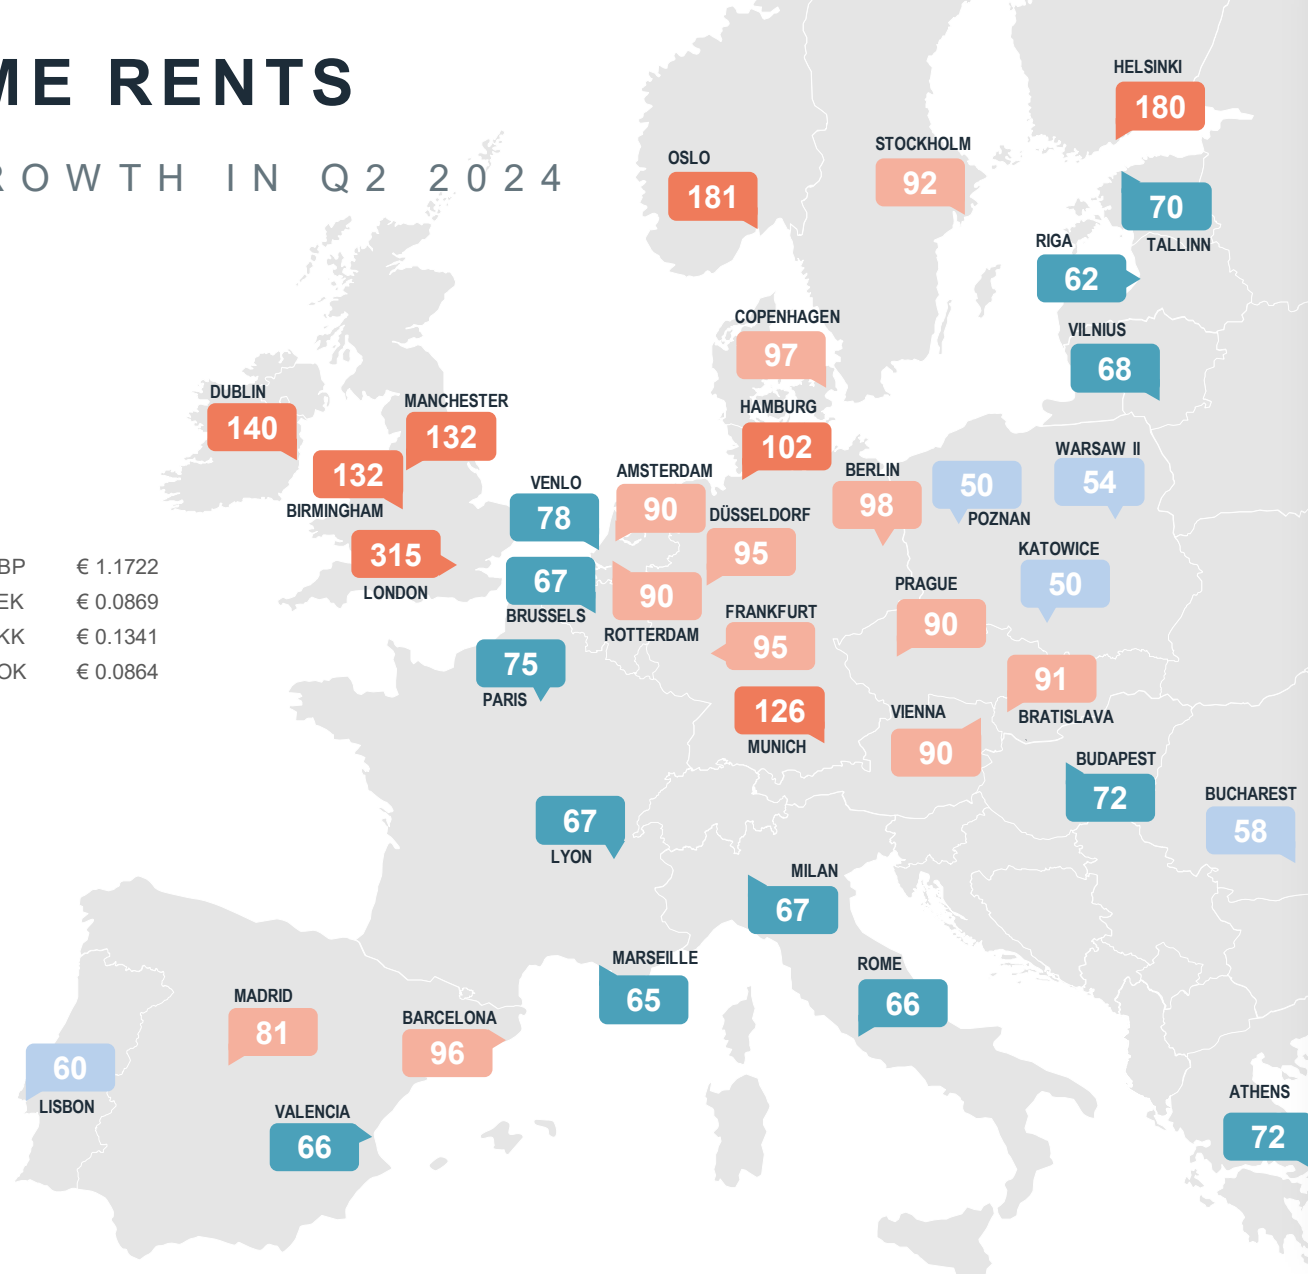 ME RENTS
ROWTH IN Q2 2024
HELSINKI
180
OSLO
181
STOCKHOLM
92
70
TALLINN
RIGA
62
COPENHAGEN
97
VILNIUS
68
DUBLIN
140
MANCHESTER
132
HAMBURG
102
132
BIRMINGHAM
VENLO
78
AMSTERDAM
90
DÜSSELDORF
95
BERLIN
98
50
POZNAN
WARSAW II
54
315
LONDON
67
BRUSSELS
90
ROTTERDAM
KATOWICE
50
BP € 1.1722
EK € 0.0869
KK € 0.1341
OK € 0.0864
PRAGUE
90
FRANKFURT
95
75
PARIS
91
BRATISLAVA
126
MUNICH
VIENNA
90
BUDAPEST
72
BUCHAREST
58
67
LYON
MILAN
67
MARSEILLE
65
ROME
66
MADRID
81
BARCELONA
96
60
LISBON
VALENCIA
66
ATHENS
72